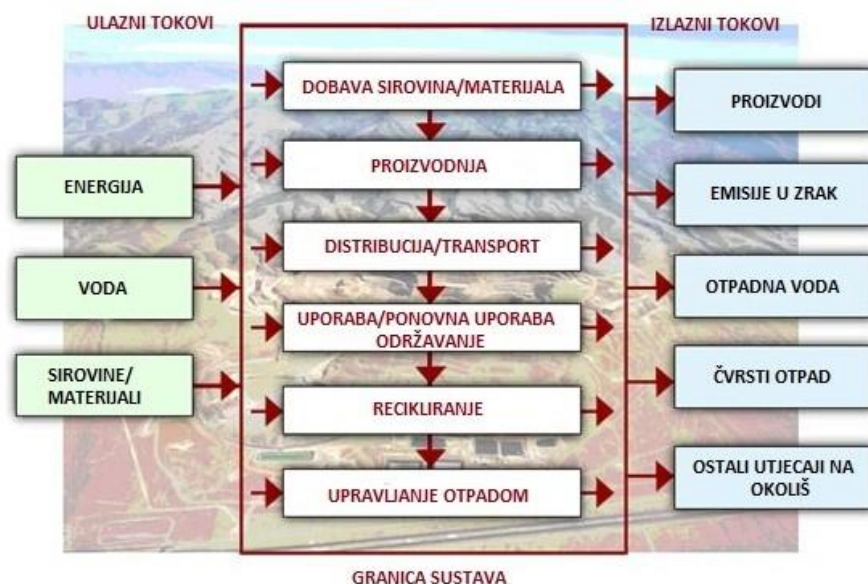 ULAZNI TOKOVI
IZLAZNI TOKOVI
DOBAVA SIROVINA/MATERIJALA
PROIZVODNJA
DISTRIBUCIJA/TRANSPORT
UPORABA/PONOVNA UPORABA
ODRŽAVANJE
RECIKLIRANJE
UPRAVLJANJE OTPADOM
ENERGIJA
VODA
SIROVINE/
MATERIJALI
PROIZVODI
EMISIJE U ZRAK
OTPADNA VODA
ČVRSTI OTPAD
OSTALI UTJECAJI NA
OKOLIŠ
GRANICA SUSTAVA